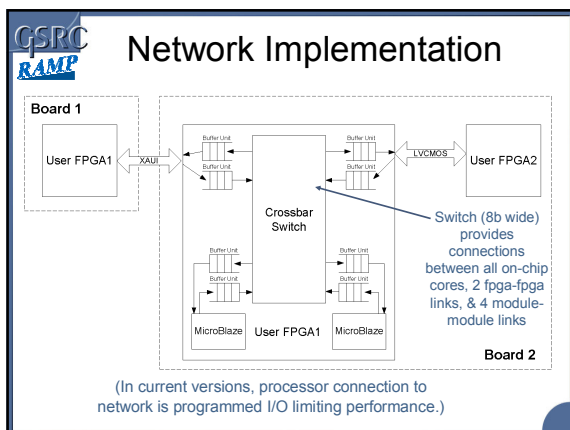 GSRC
RAMP
Network Implementation
Board 1
User FPGA1
XAUI
Buffer Unit
Buffer Unit
Buffer Unit
Buffer Unit
Crossbar
Switch
LVCMOS
User FPGA2
Switch (8b wide)
provides
connections
between all on-chip
cores, 2 fpga-fpga
links, & 4 module-
module links
Buffer Unit
Buffer Unit
Buffer Unit
Buffer Unit
MicroBlaze
User FPGA1
MicroBlaze
Board 2
(In current versions, processor connection to
network is programmed I/O limiting performance.)